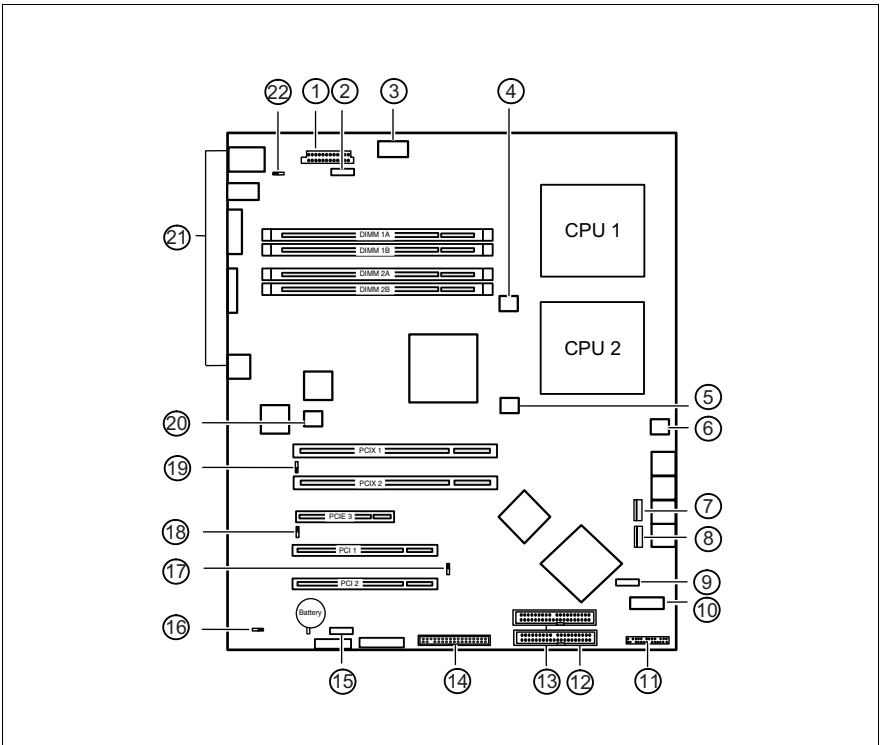 22 1 2 3 4
21
CPU 1
DIMM 1A
DIMM 1B
DIMM 2A
DIMM 2B
CPU 2
5
20
6
PCIX 1
19
PCIX 2
7
PCIE 3
18
8
PCI 1
17
9
PCI 2
10
Battery
16
15 14 13 12 11